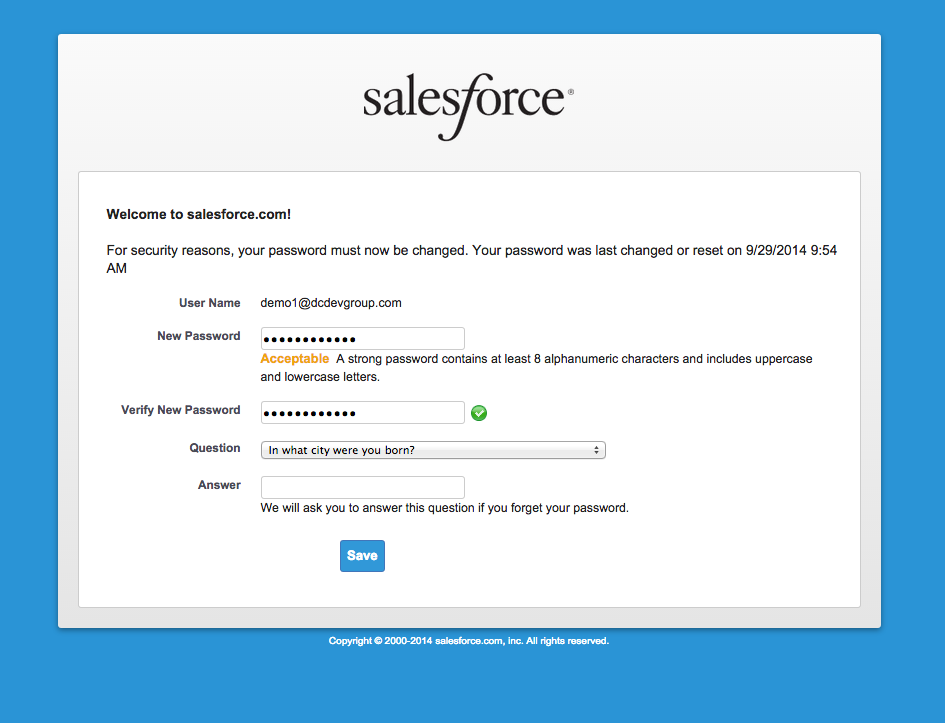 salesforce®
Welcome to salesforce.com!
For security reasons, your password must now be changed. Your password was last changed or reset on 9/29/2014 9:54
AM
User Name demo1@dcdevgroup.com
New Password ●●●●●●●●●●●●
Acceptable A strong password contains at least 8 alphanumeric characters and includes uppercase
and lowercase letters.
Verify New Password ●●●●●●●●●●●●
Question In what city were you born?
Answer
We will ask you to answer this question if you forget your password.
Save
Copyright © 2000-2014 salesforce.com, inc. All rights reserved.